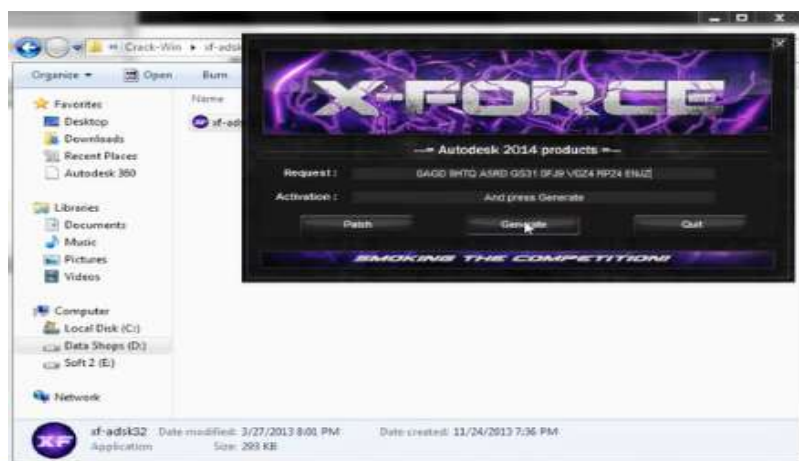 Crack-Win ▸ xf-adsk
Organize ▾ Open Burn
Favorites
Desktop
Downloads
Recent Places
Autodesk 360
Libraries
Documents
Music
Pictures
Videos
Computer
Local Disk (C:)
Data Shops (D:)
Soft 2 (E:)
Network
Name
xf-ads
X-FORCE
--= Autodesk 2014 products =--
Request :
Activation : And press Generate
Patch Generate Quit
SMOKING THE COMPETITION!
XF
xf-adsk32 Date modified: 3/27/2013 8:01 PM Date created: 11/24/2013 7:36 PM
Application Size: 293 KB